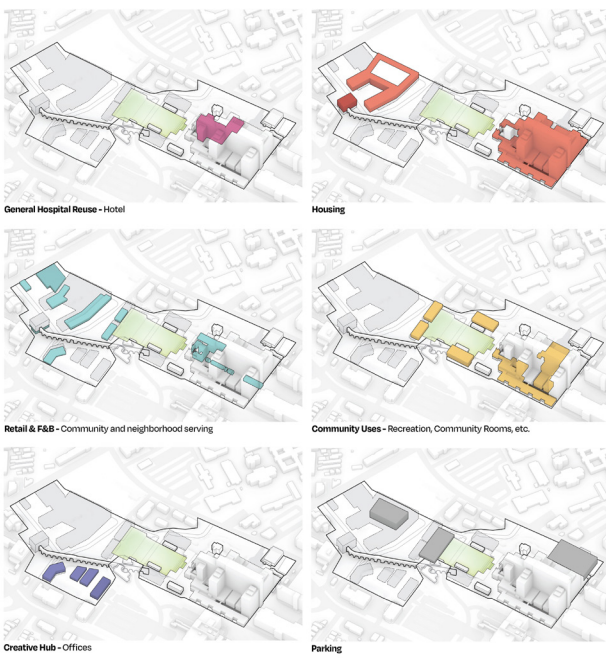 General Hospital Reuse - Hotel
Housing
Retail & F&B - Community and neighborhood serving
Community Uses - Recreation, Community Rooms, etc.
Creative Hub - Offices
Parking